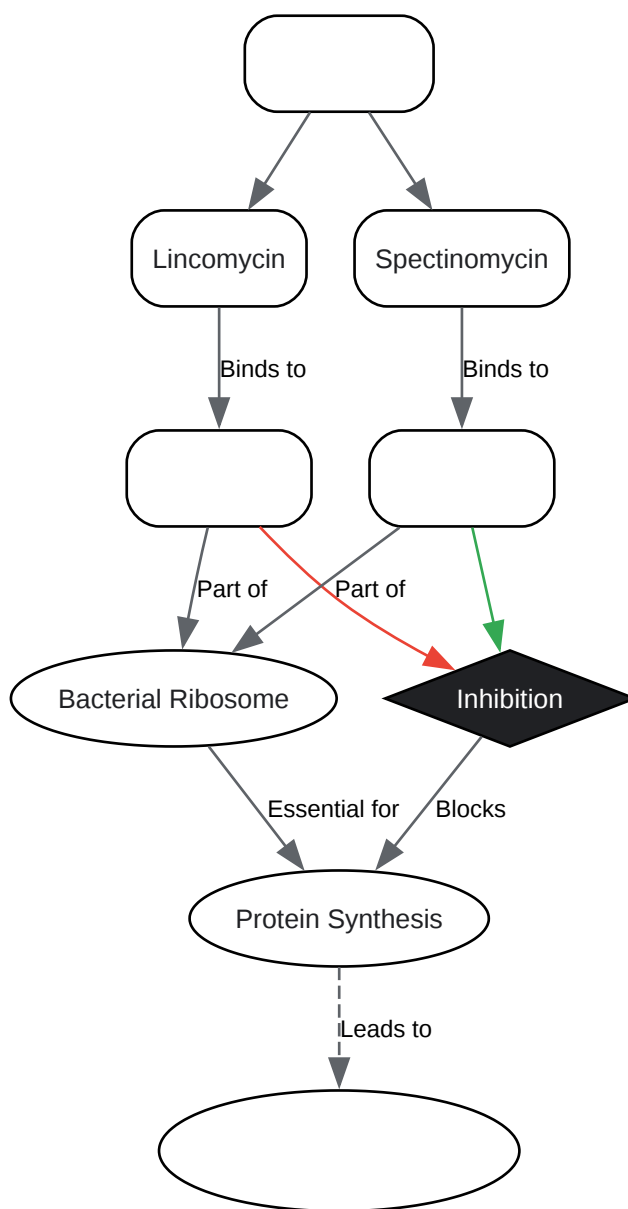 Lincomycin
Spectinomycin
Binds to
Binds to
Part of
Part of
Bacterial Ribosome
Inhibition
Essential for
Blocks
Protein Synthesis
Leads to